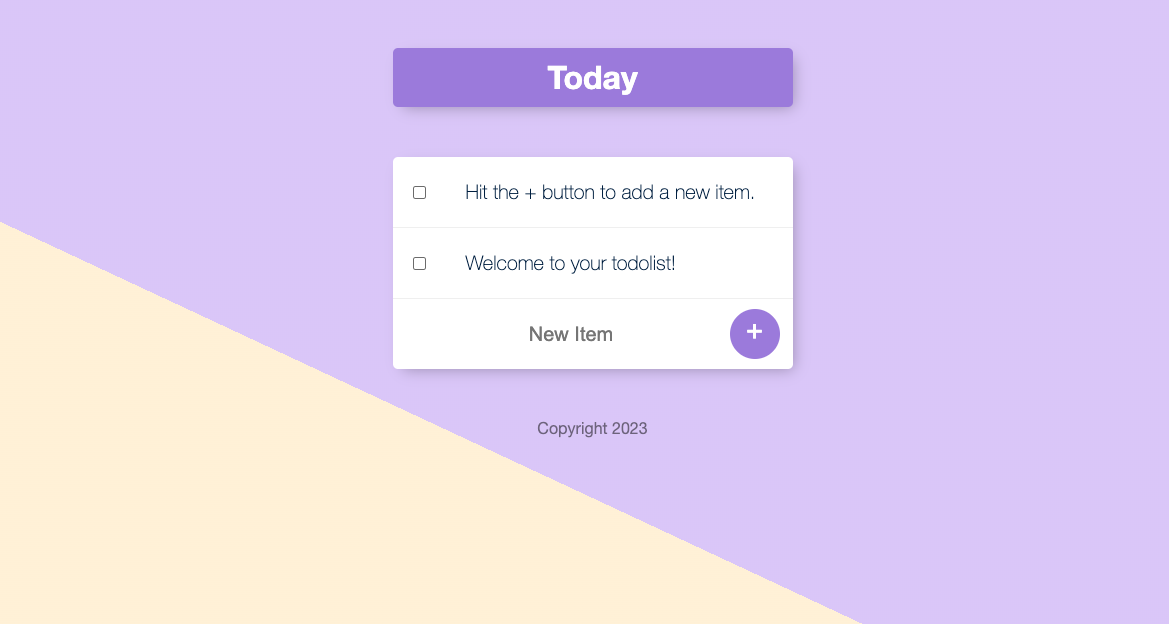 Today
Hit the + button to add a new item.
Welcome to your todolist!
New Item
+
Copyright 2023